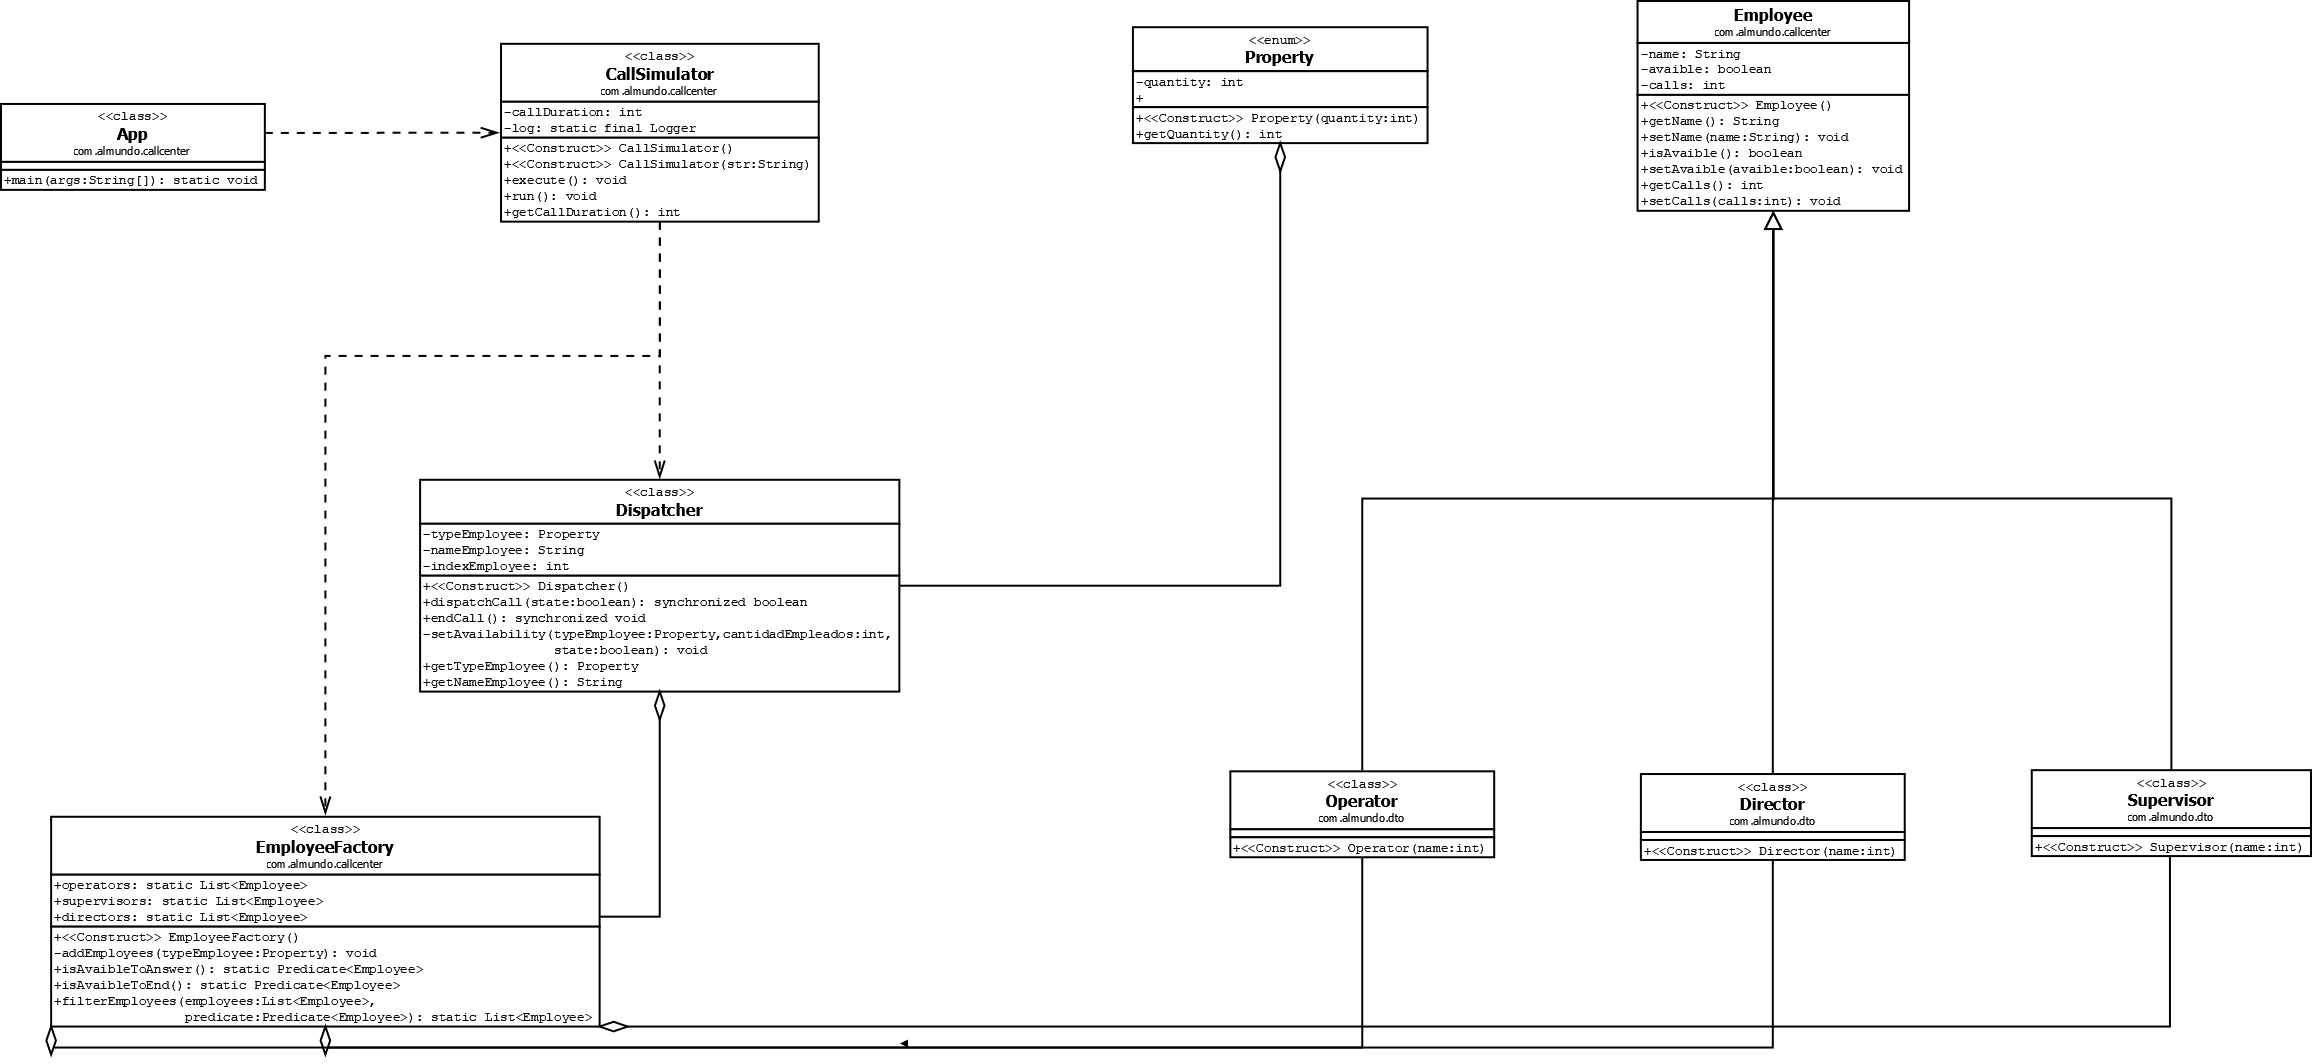 <<class>>
App
com.almundo.callcenter
+main(args:String[]): static void
<<class>>
CallSimulator
com.almundo.callcenter
-callDuration: int
-log: static final Logger
+<<Construct>> CallSimulator()
+<<Construct>> CallSimulator(str:String)
+execute(): void
+run(): void
+getCallDuration(): int
<<enum>>
Property
-quantity: int
+
+<<Construct>> Property(quantity:int)
+getQuantity(): int
Employee
com.almundo.callcenter
-name: String
-avaible: boolean
-calls: int
+<<Construct>> Employee()
+getName(): String
+setName(name:String): void
+isAvaible(): boolean
+setAvaible(avaible:boolean): void
+getCalls(): int
+setCalls(calls:int): void
<<class>>
Dispatcher
-typeEmployee: Property
-nameEmployee: String
-indexEmployee: int
+<<Construct>> Dispatcher()
+dispatchCall(state:boolean): synchronized boolean
+endCall(): synchronized void
-setAvailability(typeEmployee:Property,cantidadEmpleados:int,
state:boolean): void
+getTypeEmployee(): Property
+getNameEmployee(): String
<<class>>
Operator
com.almundo.dto
+<<Construct>> Operator(name:int)
<<class>>
Director
com.almundo.dto
+<<Construct>> Director(name:int)
<<class>>
Supervisor
com.almundo.dto
+<<Construct>> Supervisor(name:int)
<<class>>
EmployeeFactory
com.almundo.callcenter
+operators: static List<Employee>
+supervisors: static List<Employee>
+directors: static List<Employee>
+<<Construct>> EmployeeFactory()
-addEmployees(typeEmployee:Property): void
+isAvaibleToAnswer(): static Predicate<Employee>
+isAvaibleToEnd(): static Predicate<Employee>
+filterEmployees(employees:List<Employee>,
predicate:Predicate<Employee>): static List<Employee>